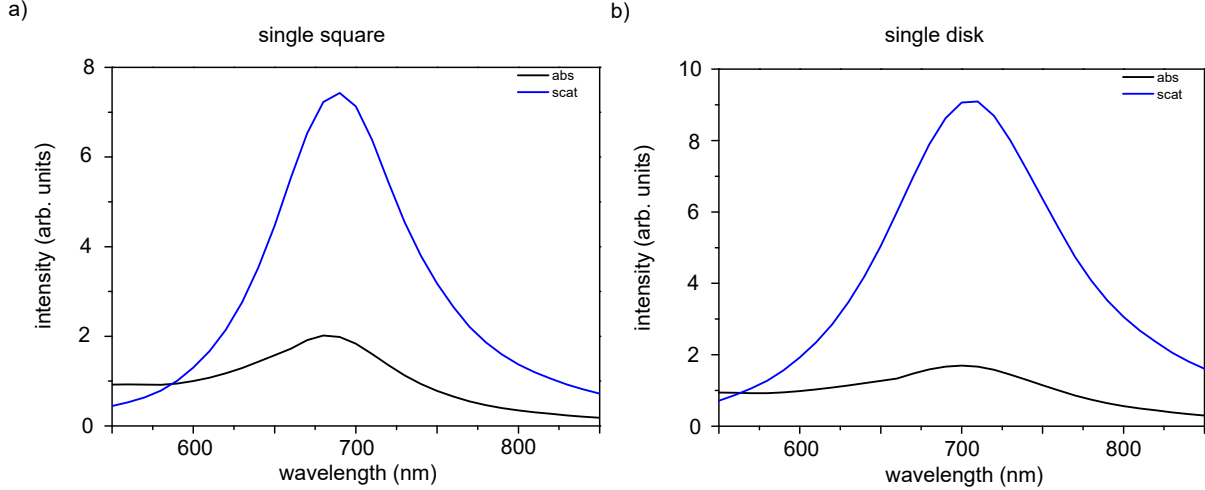 a)
single square
8
6
4
2
0
600
700
800
intensity (arb. units)
wavelength (nm)
abs
scat
b)
single disk
10
8
6
4
2
0
600
700
800
intensity (arb. units)
wavelength (nm)
abs
scat